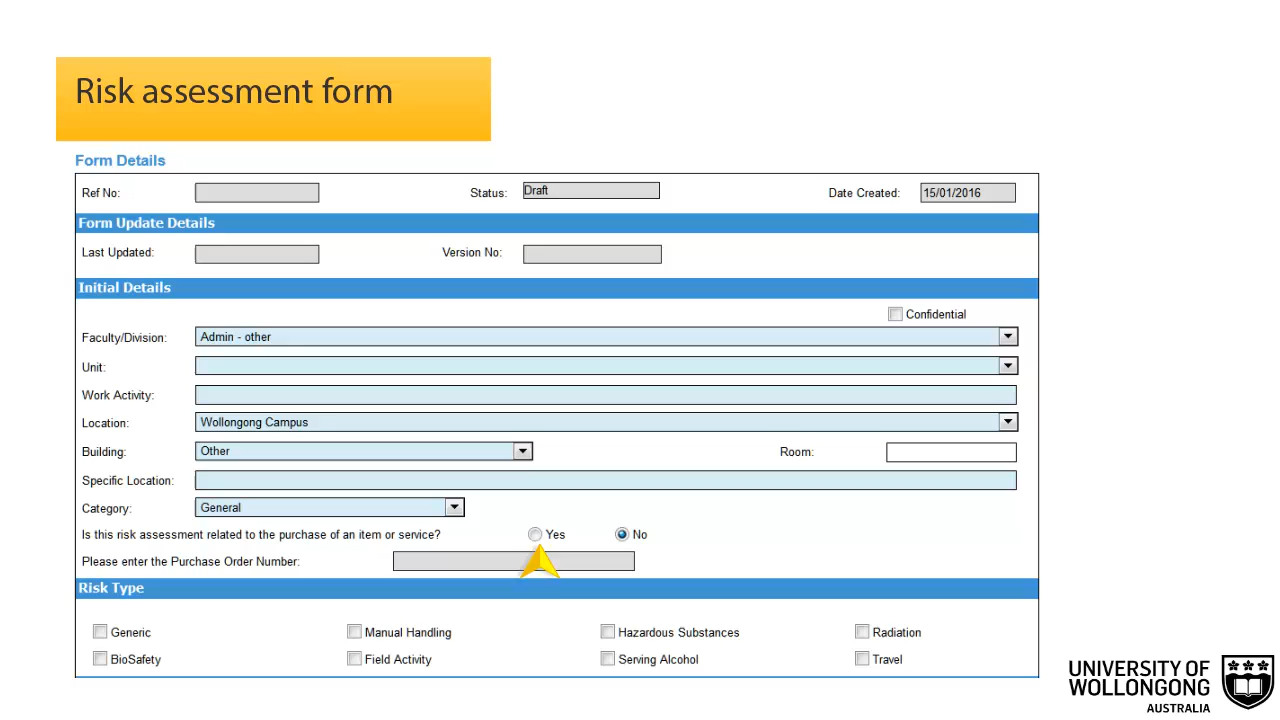 Risk assessment form
Form Details
Ref No: Status: Draft Date Created: 15/01/2016
Form Update Details
Last Updated: Version No:
Initial Details
Confidential
Faculty/Division: Admin - other
Unit:
Work Activity:
Location: Wollongong Campus
Building: Other Room:
Specific Location:
Category: General
Is this risk assessment related to the purchase of an item or service? Yes No
Please enter the Purchase Order Number:
Risk Type
Generic Manual Handling Hazardous Substances Radiation
BioSafety Field Activity Serving Alcohol Travel
UNIVERSITY OF
WOLLONGONG
AUSTRALIA